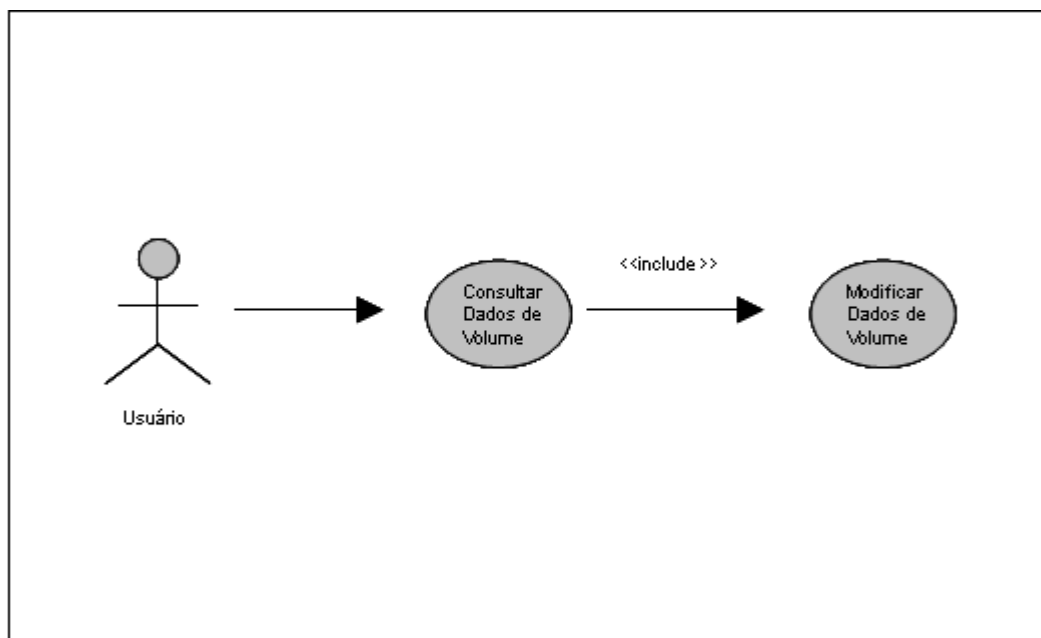 <<include>>
Consultar
Dados de
Volume
Modificar
Dados de
Volume
Usuário